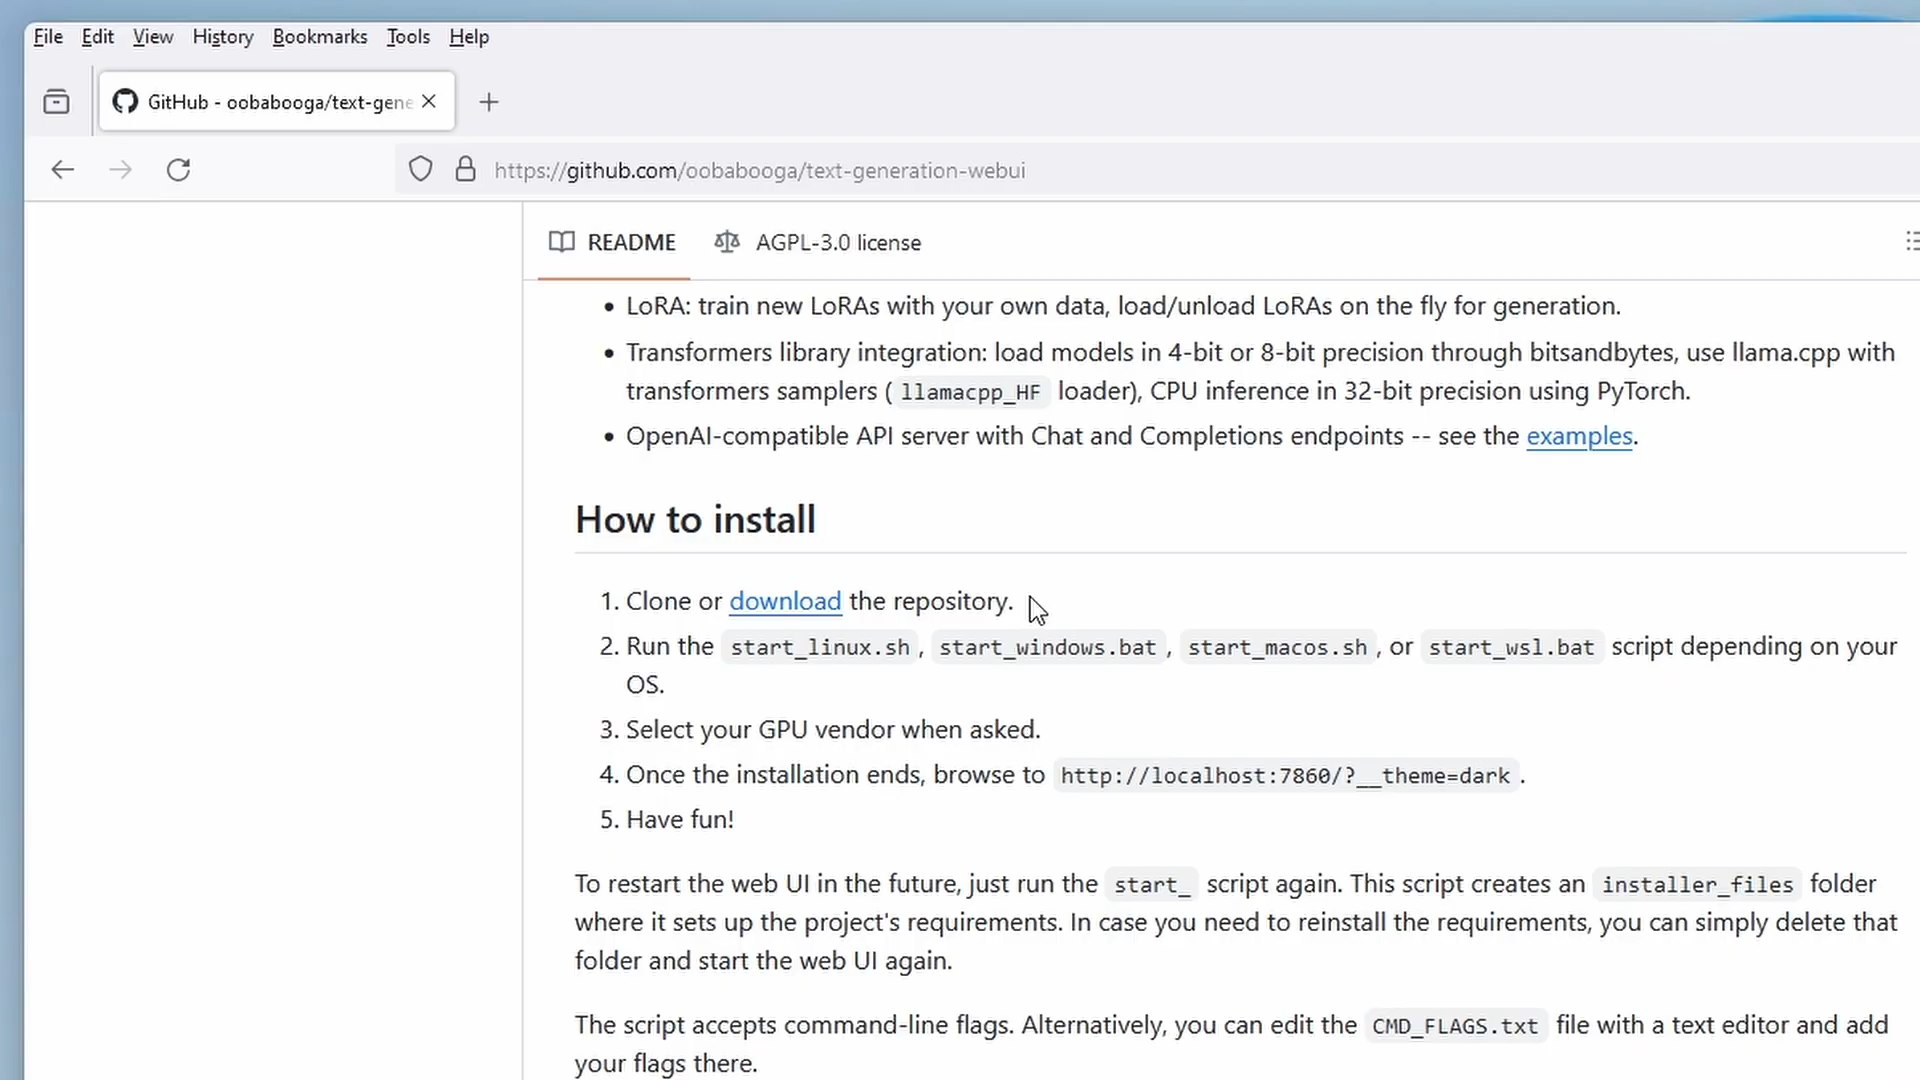 File Edit View History Bookmarks Tools Help
GitHub - oobabooga/text-gene
https://github.com/oobabooga/text-generation-webui
README AGPL-3.0 license
• LoRA: train new LoRAs with your own data, load/unload LoRAs on the fly for generation.
• Transformers library integration: load models in 4-bit or 8-bit precision through bitsandbytes, use llama.cpp with
transformers samplers ( llamacpp_HF loader), CPU inference in 32-bit precision using PyTorch.
• OpenAI-compatible API server with Chat and Completions endpoints -- see the examples.
How to install
1. Clone or download the repository.
2. Run the start_linux.sh , start_windows.bat , start_macos.sh , or start_wsl.bat script depending on your
OS.
3. Select your GPU vendor when asked.
4. Once the installation ends, browse to http://localhost:7860/?__theme=dark .
5. Have fun!
To restart the web UI in the future, just run the start_ script again. This script creates an installer_files folder
where it sets up the project's requirements. In case you need to reinstall the requirements, you can simply delete that
folder and start the web UI again.
The script accepts command-line flags. Alternatively, you can edit the CMD_FLAGS.txt file with a text editor and add
your flags there.